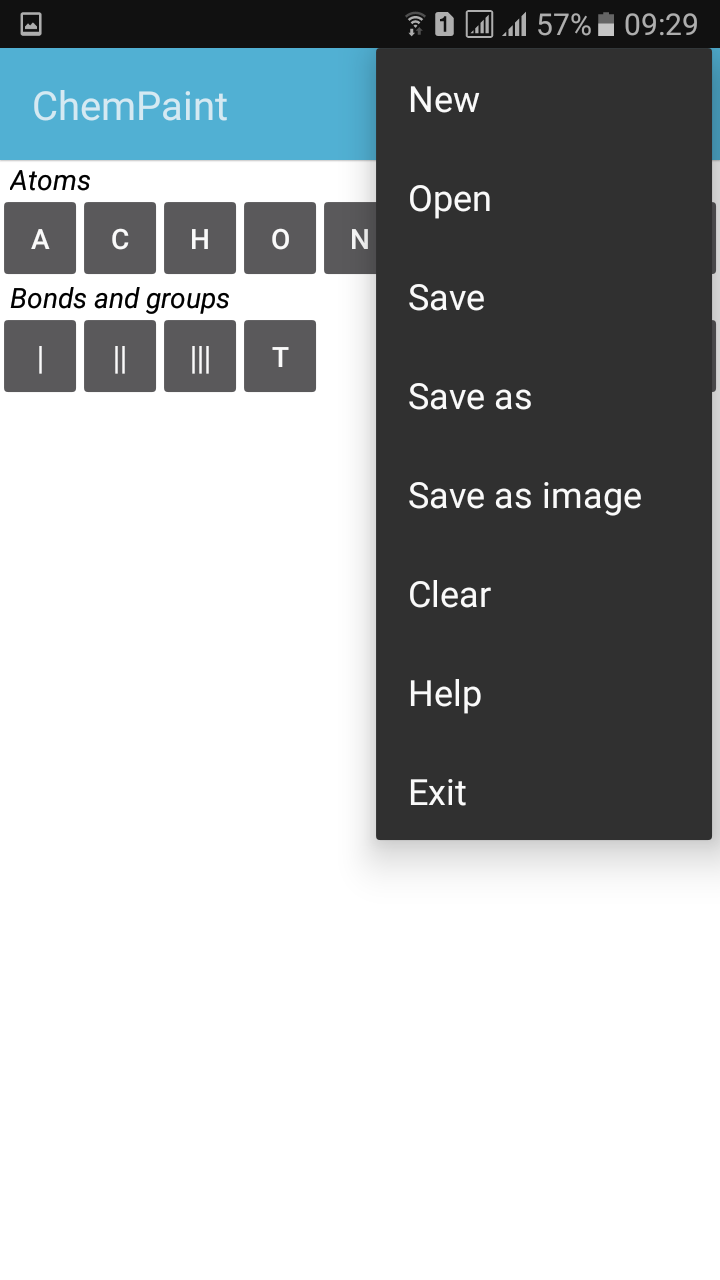 1 57% 09:29
ChemPaint
Atoms
A C H O N
Bonds and groups
| || ||| T
New
Open
Save
Save as
Save as image
Clear
Help
Exit